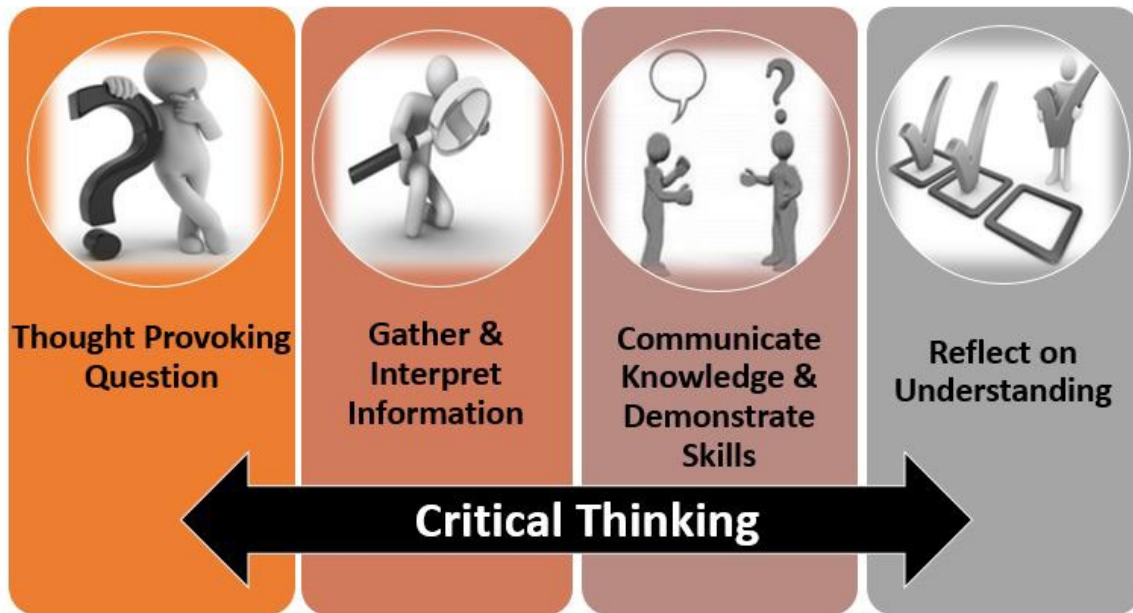 Thought Provoking
Question
Gather &
Interpret
Information
Communicate
Knowledge &
Demonstrate
Skills
Reflect on
Understanding
Critical Thinking